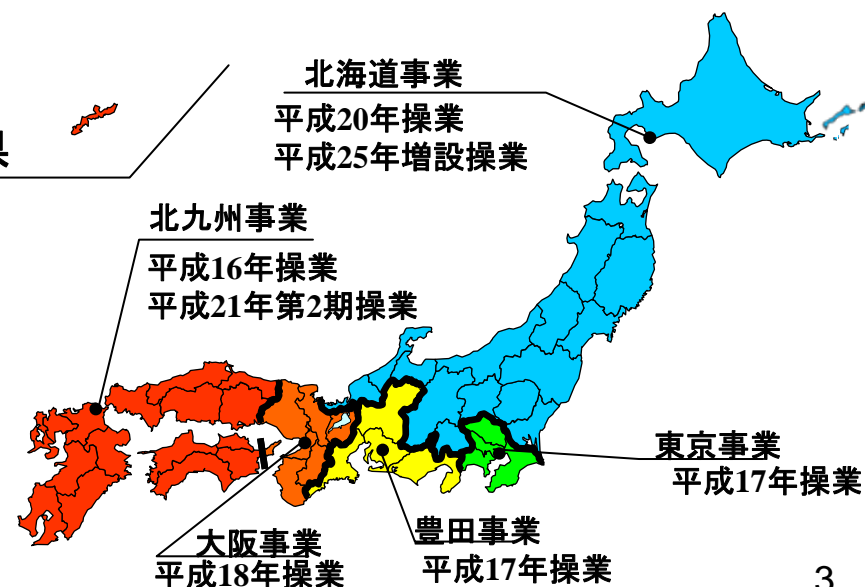 北海道事業
平成20年操業
平成25年増設操業
県
北九州事業
平成16年操業
平成21年第2期操業
東京事業
平成17年操業
大阪事業
平成18年操業
豊田事業
平成17年操業
3